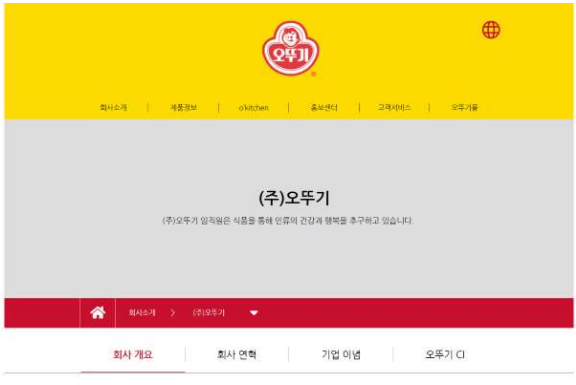 오뚜기
회사소개 | 제품정보 | o'kitchen | 홍보센터 | 고객서비스 | 오뚜기몰
(주)오뚜기
(주)오뚜기 임직원은 식품을 통해 인류의 건강과 행복을 추구하고 있습니다.
회사소개 > (주)오뚜기
회사 개요 회사 연혁 기업 이념 오뚜기 CI